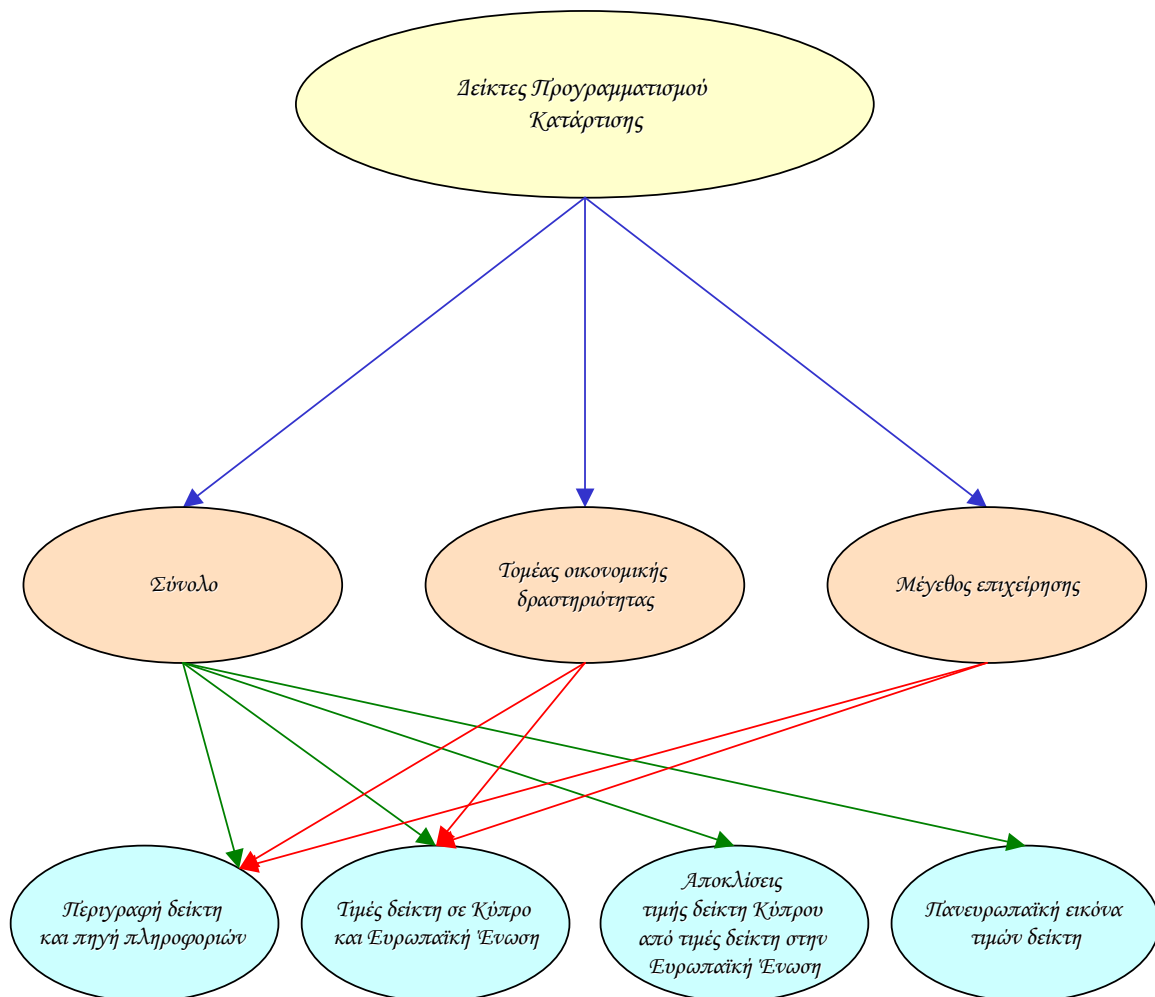 Δείκτες Προγραμματισμού
Κατάρτισης
Σύνολο
Τομέας οικονομικής
δραστηριότητας
Μέγεθος επιχείρησης
Περιγραφή δείκτη
και πηγή πληροφοριών
Τιμές δείκτη σε Κύπρο
και Ευρωπαϊκή Ένωση
Αποκλίσεις
τιμής δείκτη Κύπρου
από τιμές δείκτη στην
Ευρωπαϊκή Ένωση
Πανευρωπαϊκή εικόνα
τιμών δείκτη